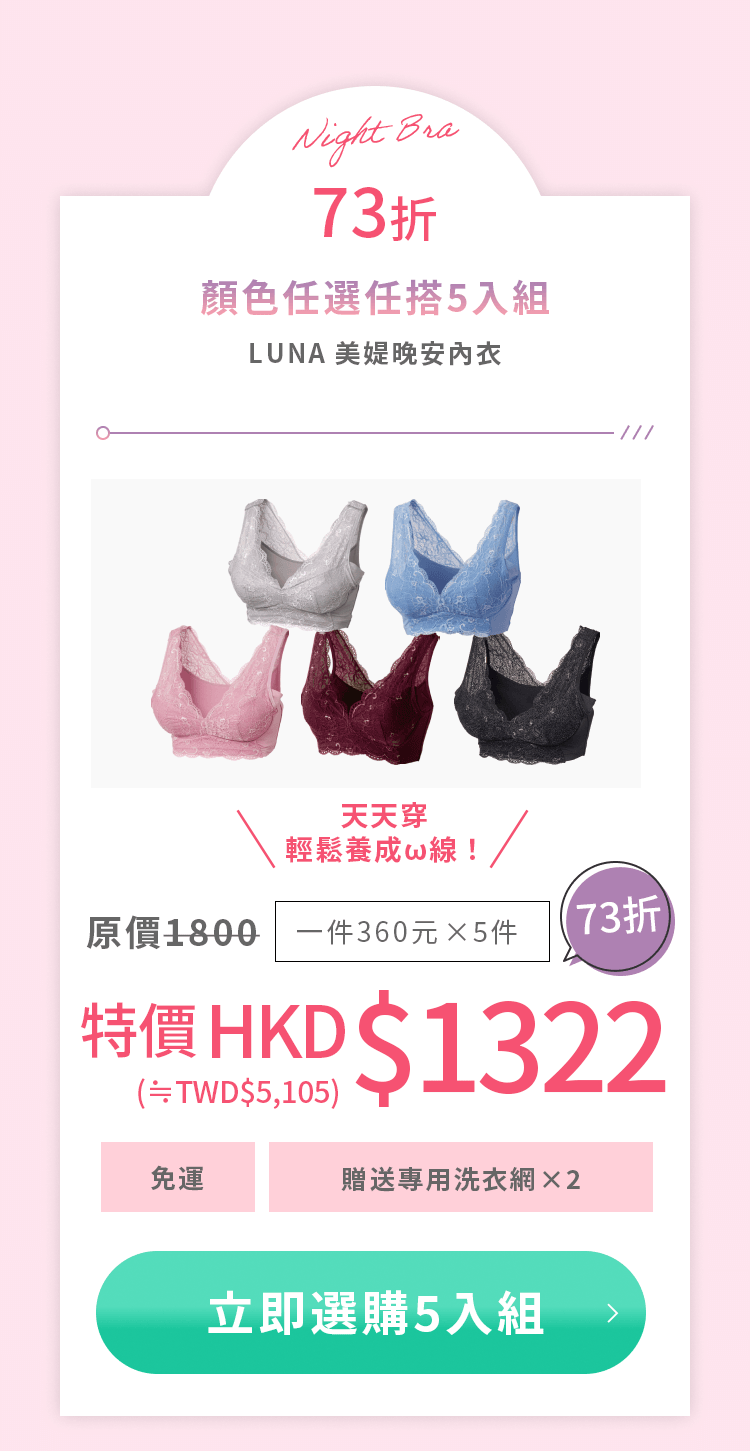 Night Bra
73折
顏色任選任搭5入組
LUNA 美媞晚安內衣
天天穿
輕鬆養成ω線！
原價1800
一件360元×5件
73折
特價 HKD$1322
(≒TWD$5,105)
免運
贈送專用洗衣網×2
立即選購5入組